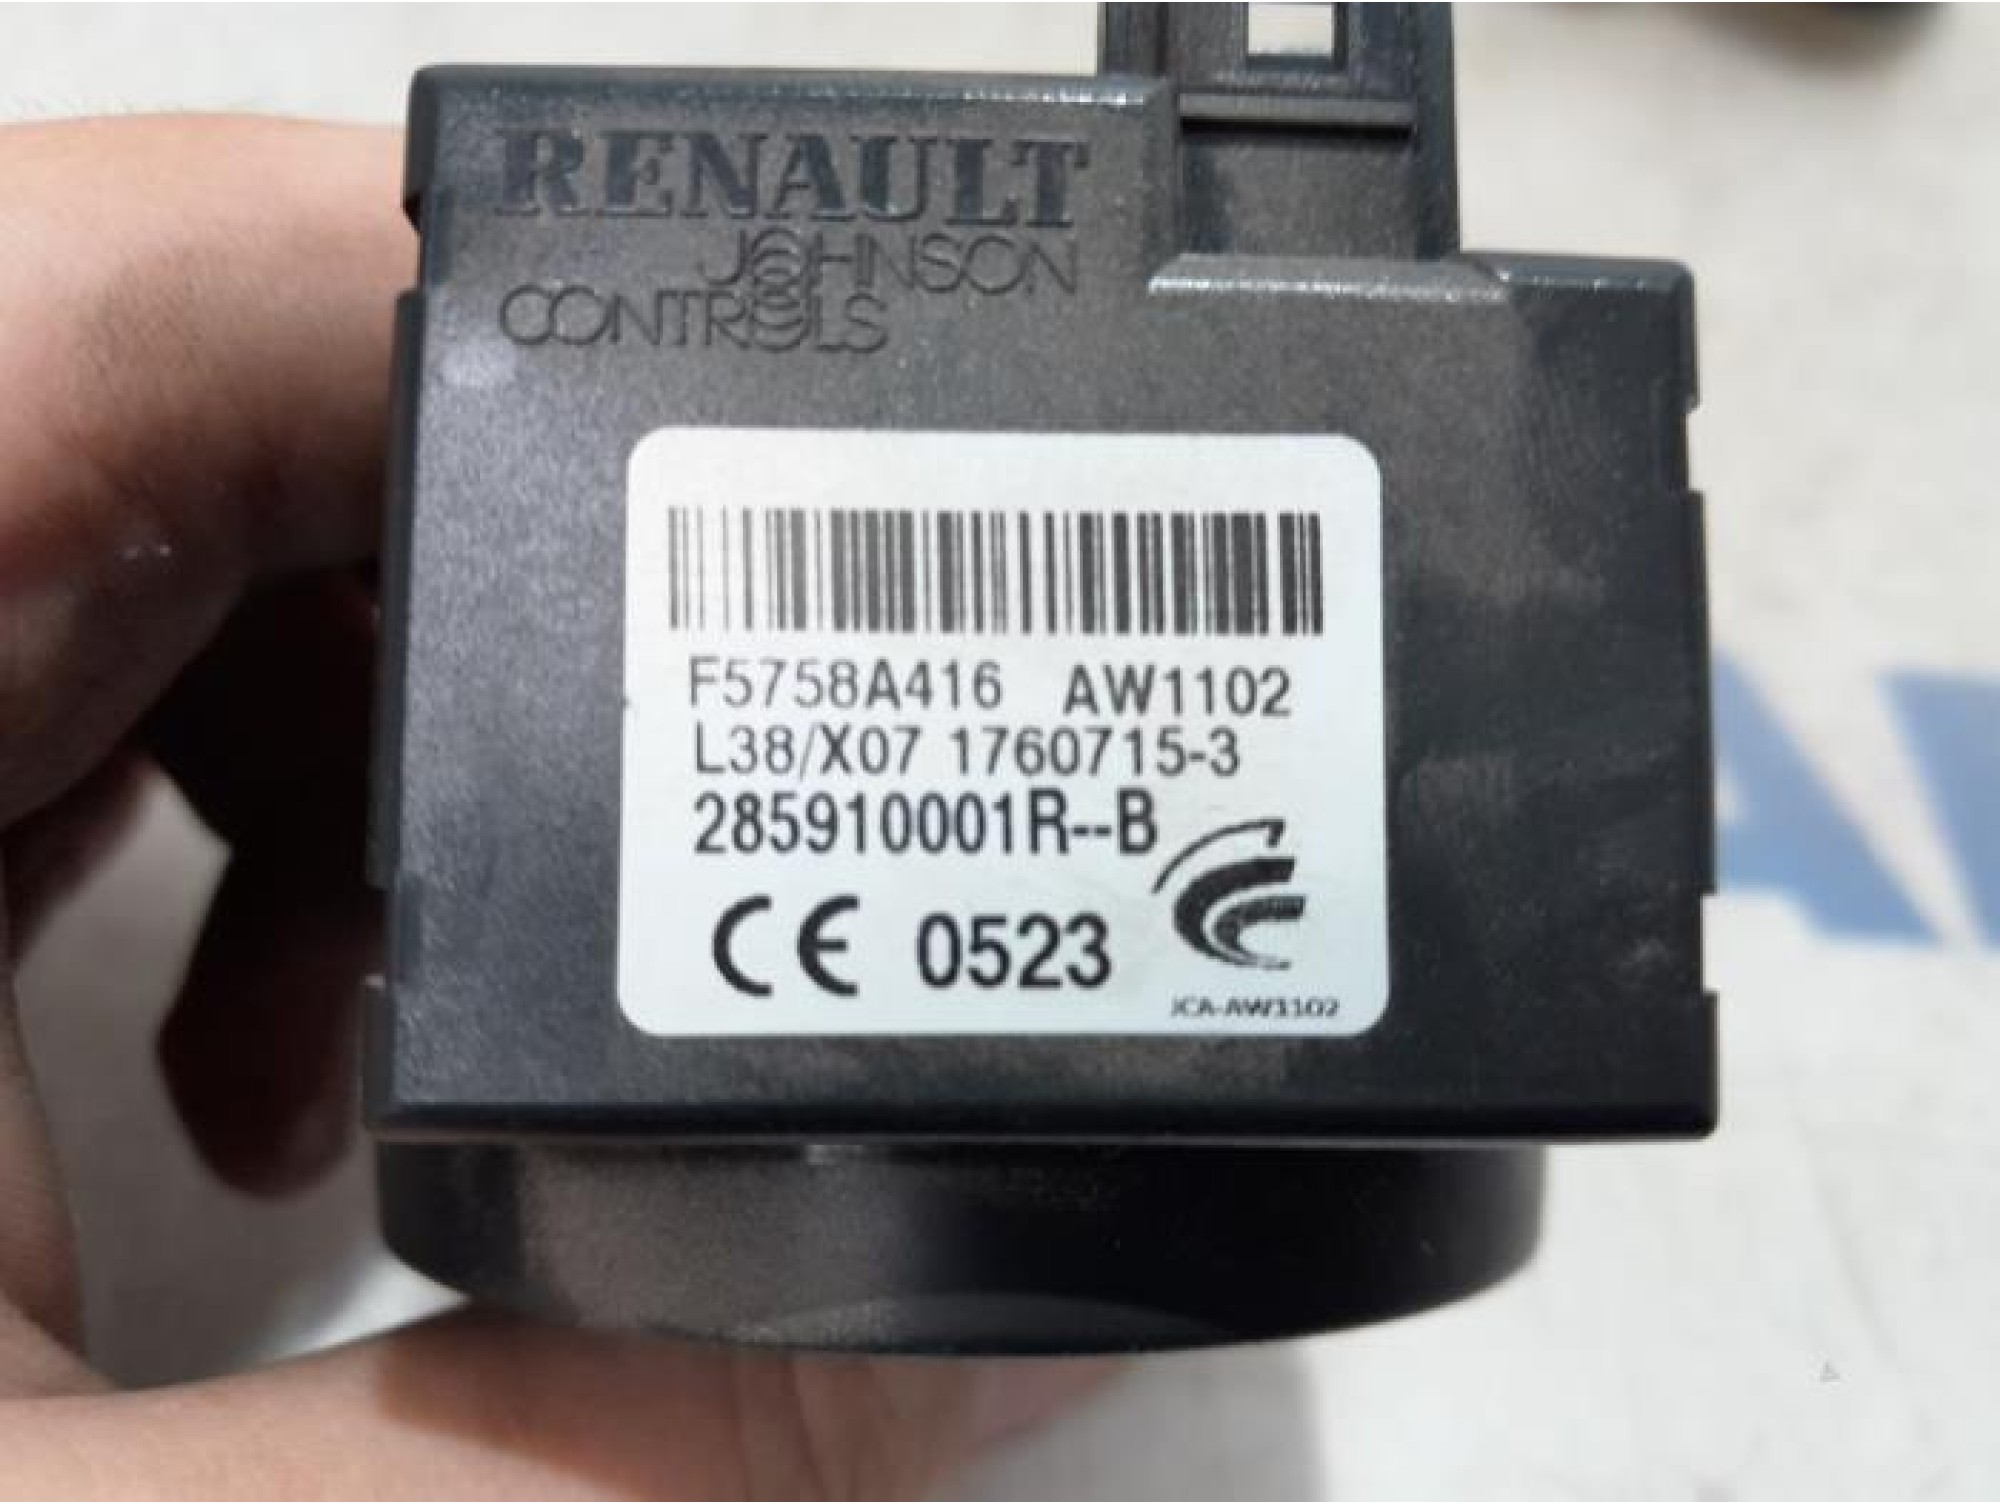 RENAULT
JOHNSON
CONTROLS
F5758A416 AW1102
L38/X07 1760715-3
285910001R--B
CE 0523
JCA-AW1102